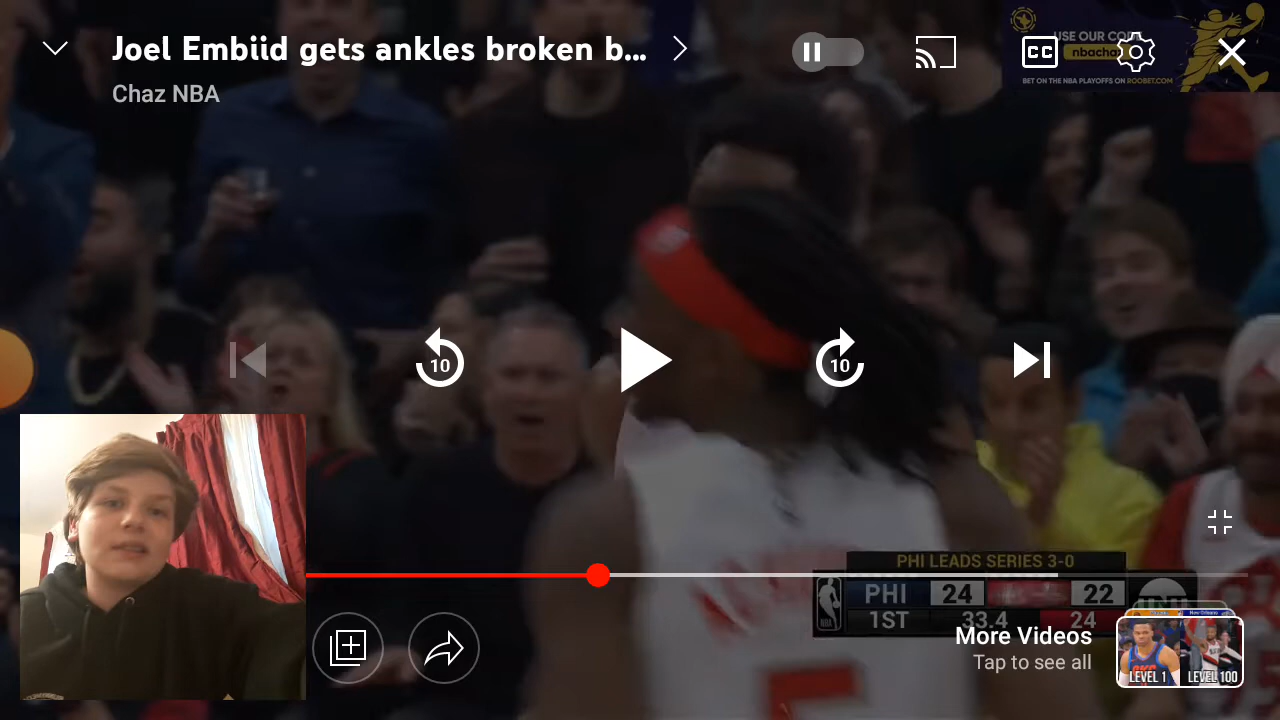 Joel Embiid gets ankles broken b...
Chaz NBA
USE OUR CO
nbacha
BET ON THE NBA PLAYOFFS ON ROOBET.COM
CC
10
10
PHI LEADS SERIES 3-0
PHI 24 22
1ST 33.4 24
NBA
More Videos
Tap to see all
LEVEL 1
LEVEL 100